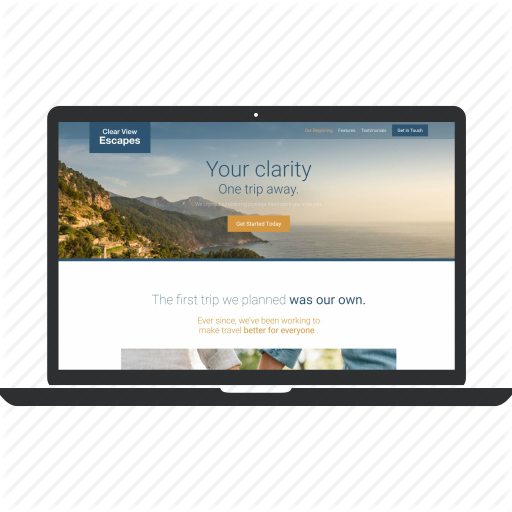 Clear View
Escapes
Our Beginning Features Testimonials Get in Touch
Your clarity
One trip away.
Get Started Today
The first trip we planned was our own.
Ever since, we've been working to
make travel better for everyone .